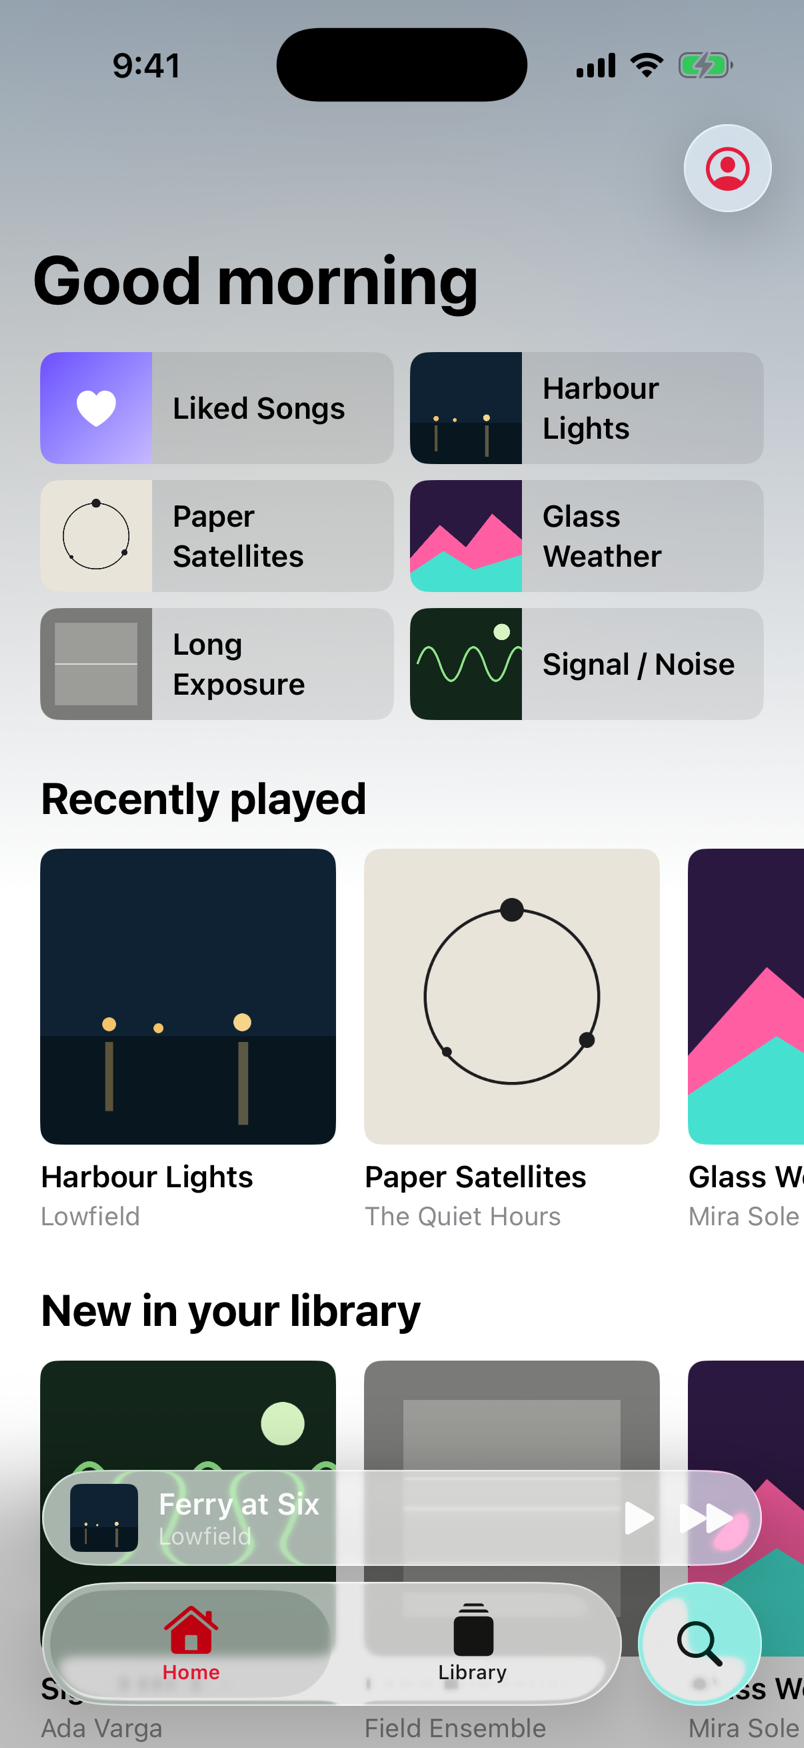 9:41
Good morning
Liked Songs
Harbour
Lights
Paper
Satellites
Glass
Weather
Long
Exposure
Signal / Noise
Recently played
Harbour Lights
Paper Satellites
Lowfield
The Quiet Hours
Mira Sole
Glass
New in your library
Ferry at Six
Lowfield
Home
Library
Ada Varga
Field Ensemble
Mira Sole